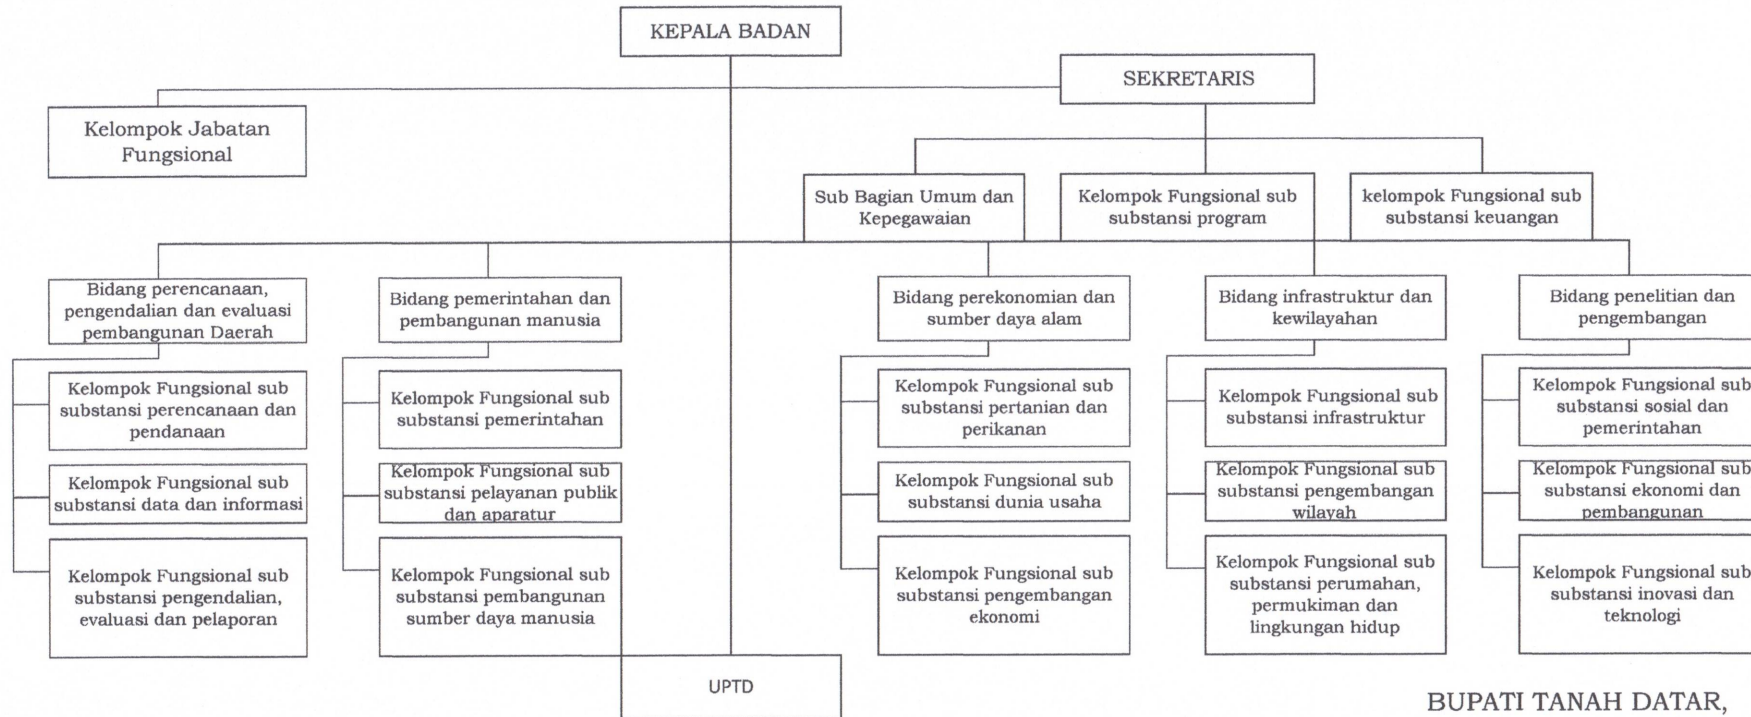 KEPALA BADAN
SEKRETARIS
Kelompok Jabatan
Fungsional
Sub Bagian Umum dan
Kepegawaian
Kelompok Fungsional sub
substansi program
kelompok Fungsional sub
substansi keuangan
Bidang perencanaan,
pengendalian dan evaluasi
pembangunan Daerah
Bidang pemerintahan dan
pembangunan manusia
Bidang perekonomian dan
sumber daya alam
Bidang infrastruktur dan
kewilayahan
Bidang penelitian dan
pengembangan
Kelompok Fungsional sub
substansi perencanaan dan
pendanaan
Kelompok Fungsional sub
substansi pemerintahan
Kelompok Fungsional sub
substansi pertanian dan
perikanan
Kelompok Fungsional sub
substansi infrastruktur
Kelompok Fungsional sub
substansi sosial dan
pemerintahan
Kelompok Fungsional sub
substansi data dan informasi
Kelompok Fungsional sub
substansi pelayanan publik
dan aparatur
Kelompok Fungsional sub
substansi dunia usaha
Kelompok Fungsional sub
substansi pengembangan
wilayah
Kelompok Fungsional sub
substansi ekonomi dan
pembangunan
Kelompok Fungsional sub
substansi pengendalian,
evaluasi dan pelaporan
Kelompok Fungsional sub
substansi pembangunan
sumber daya manusia
Kelompok Fungsional sub
substansi pengembangan
ekonomi
Kelompok Fungsional sub
substansi perumahan,
permukiman dan
lingkungan hidup
Kelompok Fungsional sub
substansi inovasi dan
teknologi
UPTD
BUPATI TANAH DATAR,